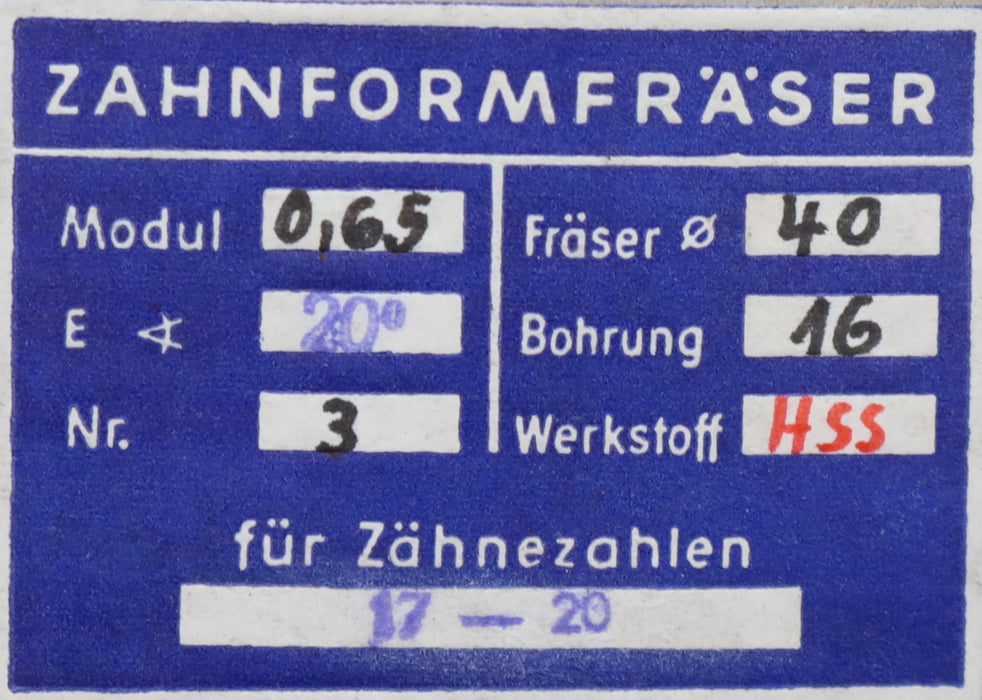 ZAHNFORMFRÄSER
Modul 0,65
E ∢ 20°
Nr. 3
Fräser Ø 40
Bohrung 16
Werkstoff HSS
für Zähnezahlen
17 — 20